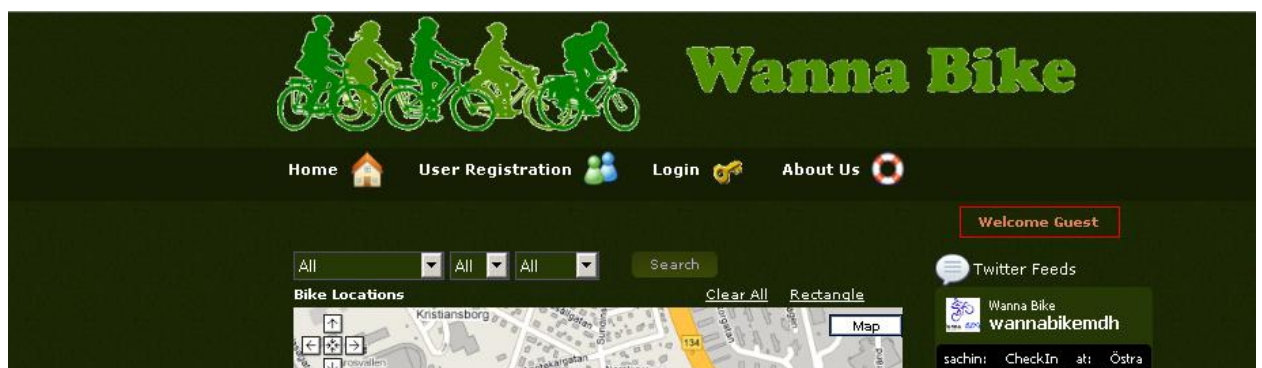 Wanna Bike
Home User Registration Login About Us
Welcome Guest
All All All Search
Twitter Feeds
Bike Locations Clear All Rectangle
Wanna Bike
wannabikemdh
Kristiansborg
Map
134
sachin: CheckIn at: Östra